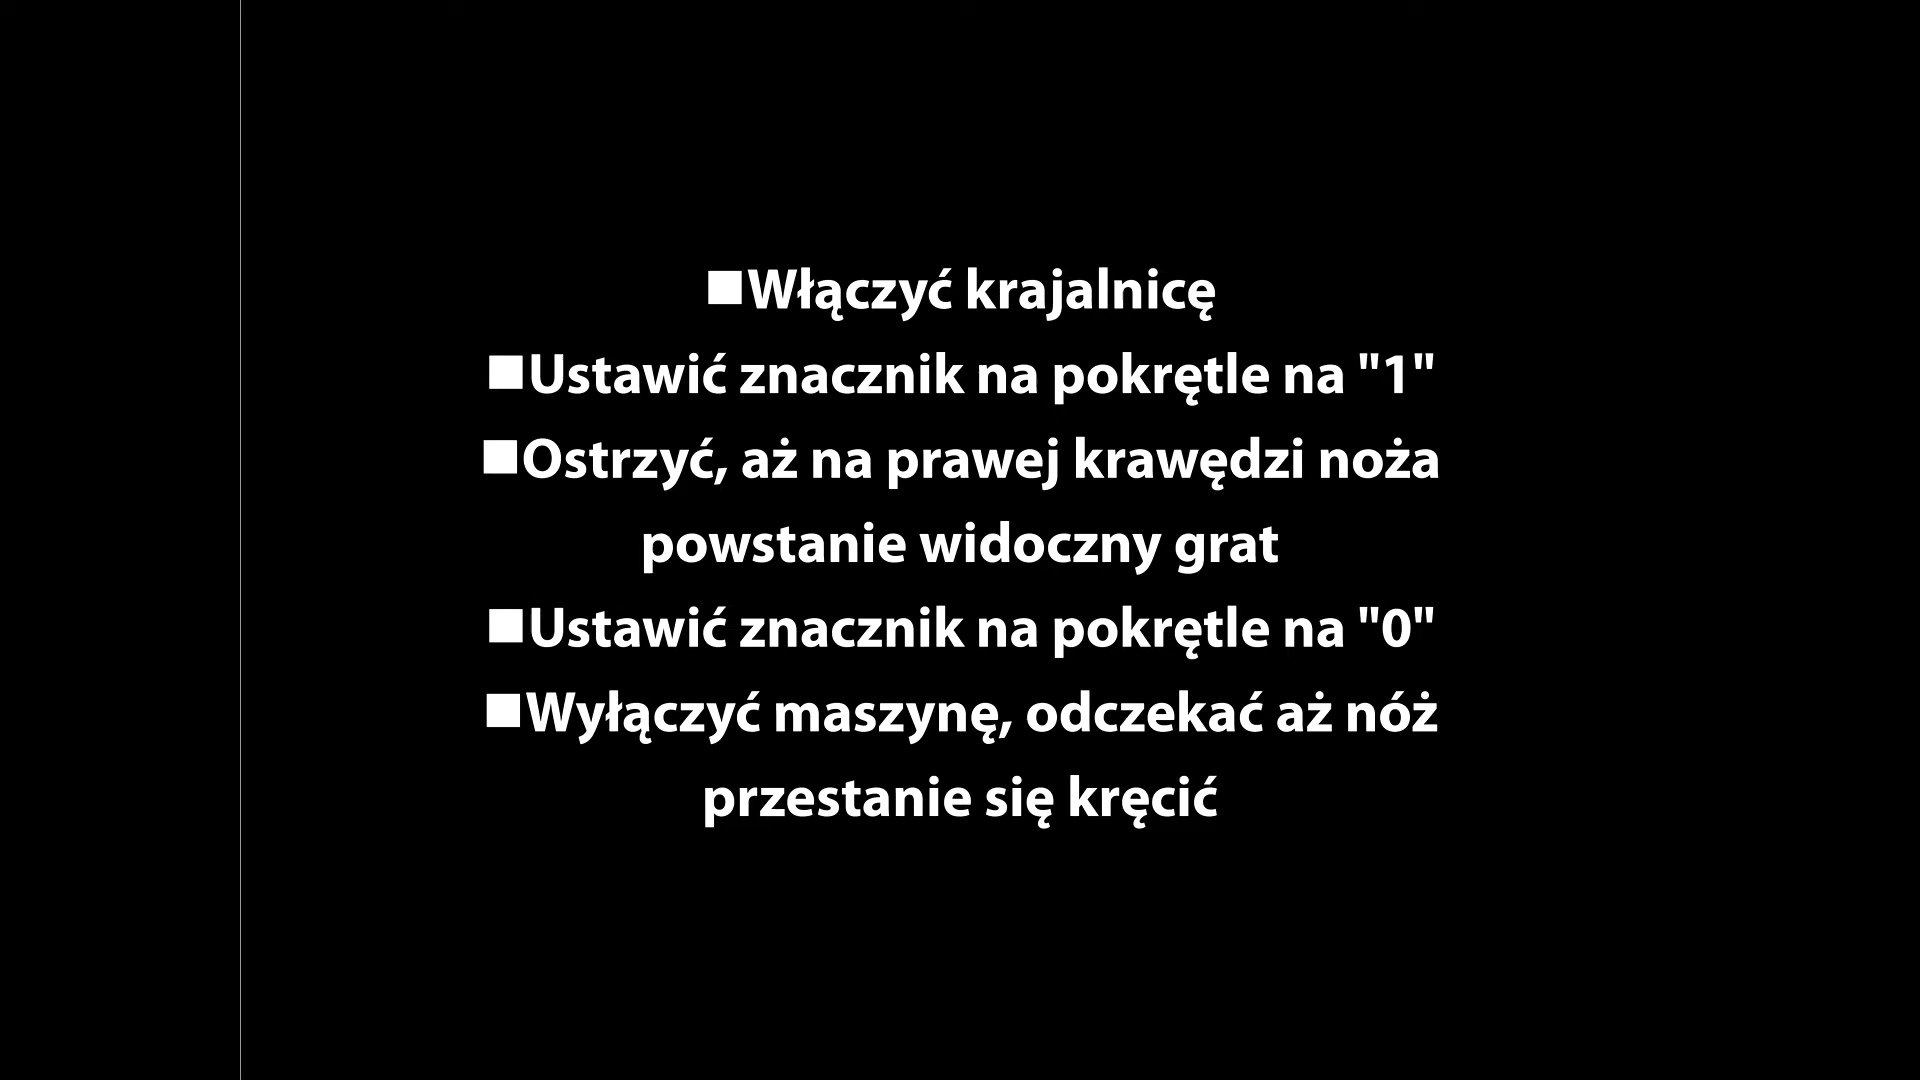 ■Włączyć krajalnicę
■Ustawić znacznik na pokrętle na "1"
■Ostrzyć, aż na prawej krawędzi noża
powstanie widoczny grat
■Ustawić znacznik na pokrętle na "0"
■Wyłączyć maszynę, odczekać aż nóż
przestanie się kręcić